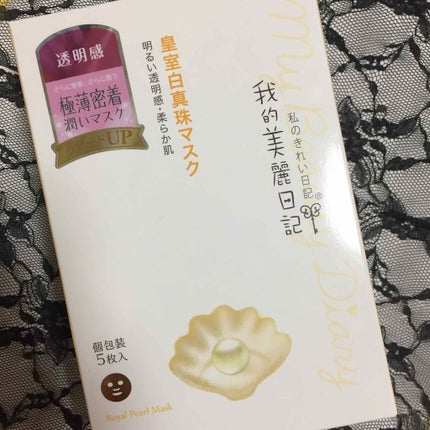 透明感
さらに密着、さらに潤う
極薄密着
潤いマスク
皇室白真珠マスク
明るい透明感・柔らか肌
私のきれい日記
我的美麗日記
Diary
個包装
5枚入
Royal Pearl Mask